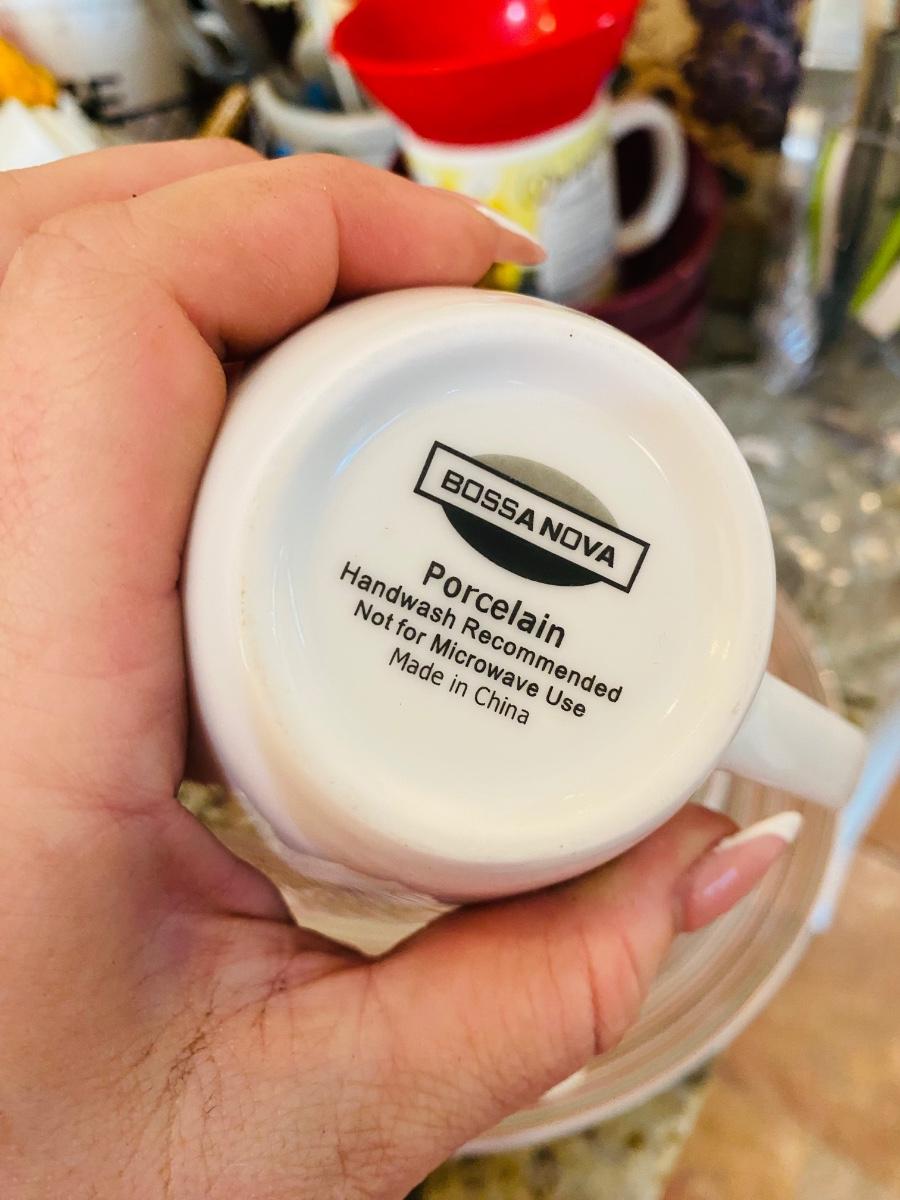 BOSSA NOVA
Porcelain
Handwash Recommended
Not for Microwave Use
Made in China